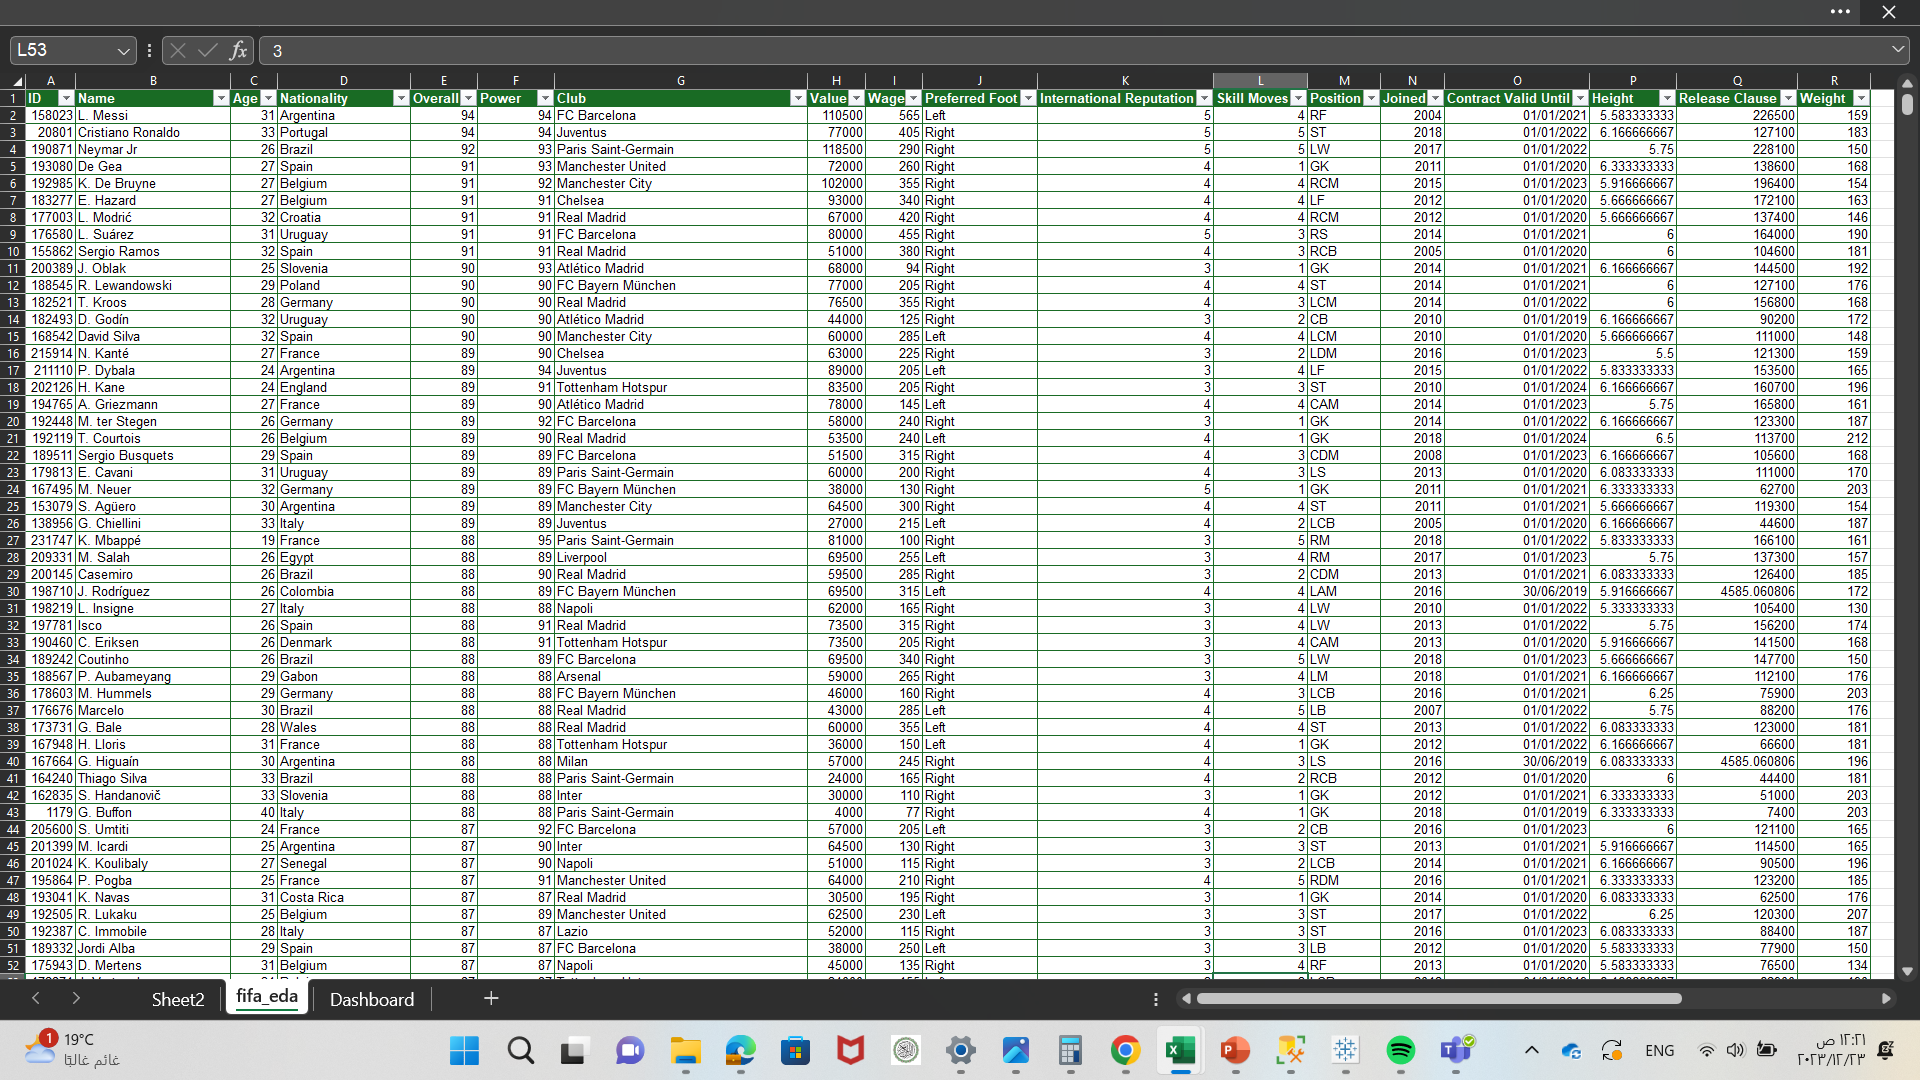 L53 fx 3
A B C D E F G H I J K L M N O P Q R
1 ID Name Age Nationality Overall Power Club Value Wage Preferred Foot International Reputation Skill Moves Position Joined Contract Valid Until Height Release Clause Weight
2 158023 L. Messi 31 Argentina 94 94 FC Barcelona 110500 565 Left 5 4 RF 2004 01/01/2021 5.583333333 226500 159
3 20801 Cristiano Ronaldo 33 Portugal 94 94 Juventus 77000 405 Right 5 5 ST 2018 01/01/2022 6.166666667 127100 183
4 190871 Neymar Jr 26 Brazil 92 93 Paris Saint-Germain 118500 290 Right 5 5 LW 2017 01/01/2022 5.75 228100 150
5 193080 De Gea 27 Spain 91 93 Manchester United 72000 260 Right 4 1 GK 2011 01/01/2020 6.333333333 138600 168
6 192985 K. De Bruyne 27 Belgium 91 92 Manchester City 102000 355 Right 4 4 RCM 2015 01/01/2023 5.916666667 196400 154
7 183277 E. Hazard 27 Belgium 91 91 Chelsea 93000 340 Right 4 4 LF 2012 01/01/2020 5.666666667 172100 163
8 177003 L. Modrić 32 Croatia 91 91 Real Madrid 67000 420 Right 4 4 RCM 2012 01/01/2020 5.666666667 137400 146
9 176580 L. Suárez 31 Uruguay 91 91 FC Barcelona 80000 455 Right 5 3 RS 2014 01/01/2021 6 164000 190
10 155862 Sergio Ramos 32 Spain 91 91 Real Madrid 51000 380 Right 4 3 RCB 2005 01/01/2020 6 104600 181
11 200389 J. Oblak 25 Slovenia 90 93 Atlético Madrid 68000 94 Right 3 1 GK 2014 01/01/2021 6.166666667 144500 192
12 188545 R. Lewandowski 29 Poland 90 90 FC Bayern München 77000 205 Right 4 4 ST 2014 01/01/2021 6 127100 176
13 182521 T. Kroos 28 Germany 90 90 Real Madrid 76500 355 Right 4 3 LCM 2014 01/01/2022 6 156800 168
14 182493 D. Godín 32 Uruguay 90 90 Atlético Madrid 44000 125 Right 3 2 CB 2010 01/01/2019 6.166666667 90200 172
15 168542 David Silva 32 Spain 90 90 Manchester City 60000 285 Left 4 4 LCM 2010 01/01/2020 5.666666667 111000 148
16 215914 N. Kanté 27 France 89 90 Chelsea 63000 225 Right 3 2 LDM 2016 01/01/2023 5.5 121300 159
17 211110 P. Dybala 24 Argentina 89 94 Juventus 89000 205 Left 3 4 LF 2015 01/01/2022 5.833333333 153500 165
18 202126 H. Kane 24 England 89 91 Tottenham Hotspur 83500 205 Right 3 3 ST 2010 01/01/2024 6.166666667 160700 196
19 194765 A. Griezmann 27 France 89 90 Atlético Madrid 78000 145 Left 4 4 CAM 2014 01/01/2023 5.75 165800 161
20 192448 M. ter Stegen 26 Germany 89 92 FC Barcelona 58000 240 Right 3 1 GK 2014 01/01/2022 6.166666667 123300 187
21 192119 T. Courtois 26 Belgium 89 90 Real Madrid 53500 240 Left 4 1 GK 2018 01/01/2024 6.5 113700 212
22 189511 Sergio Busquets 29 Spain 89 89 FC Barcelona 51500 315 Right 4 3 CDM 2008 01/01/2023 6.166666667 105600 168
23 179813 E. Cavani 31 Uruguay 89 89 Paris Saint-Germain 60000 200 Right 4 3 LS 2013 01/01/2020 6.083333333 111000 170
24 167495 M. Neuer 32 Germany 89 89 FC Bayern München 38000 130 Right 5 1 GK 2011 01/01/2021 6.333333333 62700 203
25 153079 S. Agüero 30 Argentina 89 89 Manchester City 64500 300 Right 4 4 ST 2011 01/01/2021 5.666666667 119300 154
26 138956 G. Chiellini 33 Italy 89 89 Juventus 27000 215 Left 4 2 LCB 2005 01/01/2020 6.166666667 44600 187
27 231747 K. Mbappé 19 France 88 95 Paris Saint-Germain 81000 100 Right 3 5 RM 2018 01/01/2022 5.833333333 166100 161
28 209331 M. Salah 26 Egypt 88 89 Liverpool 69500 255 Left 3 4 RM 2017 01/01/2023 5.75 137300 157
29 200145 Casemiro 26 Brazil 88 90 Real Madrid 59500 285 Right 3 2 CDM 2013 01/01/2021 6.083333333 126400 185
30 198710 J. Rodríguez 26 Colombia 88 89 FC Bayern München 69500 315 Left 4 4 LAM 2016 30/06/2019 5.916666667 4585.060806 172
31 198219 L. Insigne 27 Italy 88 88 Napoli 62000 165 Right 3 4 LW 2010 01/01/2022 5.333333333 105400 130
32 197781 Isco 26 Spain 88 91 Real Madrid 73500 315 Right 3 4 LW 2013 01/01/2022 5.75 156200 174
33 190460 C. Eriksen 26 Denmark 88 91 Tottenham Hotspur 73500 205 Right 3 4 CAM 2013 01/01/2020 5.916666667 141500 168
34 189242 Coutinho 26 Brazil 88 89 FC Barcelona 69500 340 Right 3 5 LW 2018 01/01/2023 5.666666667 147700 150
35 188567 P. Aubameyang 29 Gabon 88 88 Arsenal 59000 265 Right 3 4 LM 2018 01/01/2021 6.166666667 112100 176
36 178603 M. Hummels 29 Germany 88 88 FC Bayern München 46000 160 Right 4 3 LCB 2016 01/01/2021 6.25 75900 203
37 176676 Marcelo 30 Brazil 88 88 Real Madrid 43000 285 Left 4 5 LB 2007 01/01/2022 5.75 88200 176
38 173731 G. Bale 28 Wales 88 88 Real Madrid 60000 355 Left 4 4 ST 2013 01/01/2022 6.083333333 123000 181
39 167948 H. Lloris 31 France 88 88 Tottenham Hotspur 36000 150 Left 4 1 GK 2012 01/01/2022 6.166666667 66600 181
40 167664 G. Higuaín 30 Argentina 88 88 Milan 57000 245 Right 4 3 LS 2016 30/06/2019 6.083333333 4585.060806 196
41 164240 Thiago Silva 33 Brazil 88 88 Paris Saint-Germain 24000 165 Right 4 2 RCB 2012 01/01/2020 6 44400 181
42 162835 S. Handanovič 33 Slovenia 88 88 Inter 30000 110 Right 3 1 GK 2012 01/01/2021 6.333333333 51000 203
43 1179 G. Buffon 40 Italy 88 88 Paris Saint-Germain 4000 77 Right 4 1 GK 2018 01/01/2019 6.333333333 7400 203
44 205600 S. Umtiti 24 France 87 92 FC Barcelona 57000 205 Left 3 2 CB 2016 01/01/2023 6 121100 165
45 201399 M. Icardi 25 Argentina 87 90 Inter 64500 130 Right 3 3 ST 2013 01/01/2021 5.916666667 114500 165
46 201024 K. Koulibaly 27 Senegal 87 90 Napoli 51000 115 Right 3 2 LCB 2014 01/01/2021 6.166666667 90500 196
47 195864 P. Pogba 25 France 87 91 Manchester United 64000 210 Right 4 5 RDM 2016 01/01/2021 6.333333333 123200 185
48 193041 K. Navas 31 Costa Rica 87 87 Real Madrid 30500 195 Right 3 1 GK 2014 01/01/2020 6.083333333 62500 176
49 192505 R. Lukaku 25 Belgium 87 89 Manchester United 62500 230 Left 3 3 ST 2017 01/01/2022 6.25 120300 207
50 192387 C. Immobile 28 Italy 87 87 Lazio 52000 115 Right 3 3 ST 2016 01/01/2023 6.083333333 88400 187
51 189332 Jordi Alba 29 Spain 87 87 FC Barcelona 38000 250 Left 3 3 LB 2012 01/01/2020 5.583333333 77900 150
52 175943 D. Mertens 31 Belgium 87 87 Napoli 45000 135 Right 3 4 RF 2013 01/01/2020 5.583333333 76500 134
Sheet2 fifa_eda Dashboard
1 19°C
غائم غالبًا
ENG
١٢:٢١ ص
٢٠٢٣/١٢/٢٣